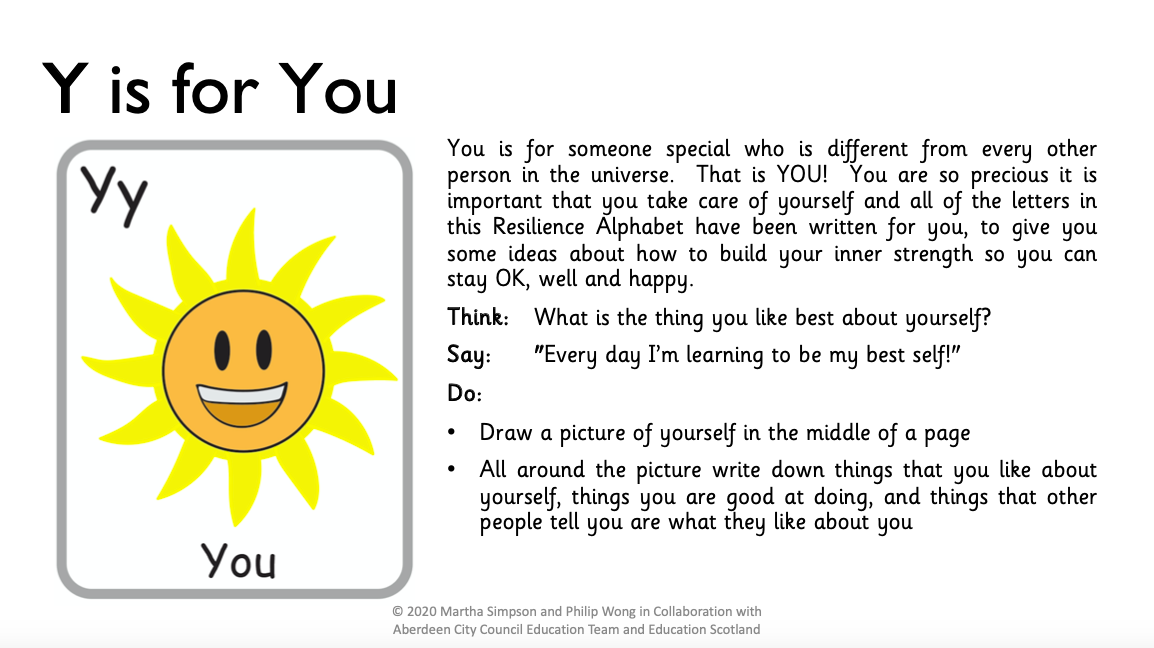 Y is for You
Yy
You
You is for someone special who is different from every other
person in the universe. That is YOU! You are so precious it is
important that you take care of yourself and all of the letters in
this Resilience Alphabet have been written for you, to give you
some ideas about how to build your inner strength so you can
stay OK, well and happy.
Think: What is the thing you like best about yourself?
Say: "Every day I'm learning to be my best self!"
Do:
• Draw a picture of yourself in the middle of a page
• All around the picture write down things that you like about
yourself, things you are good at doing, and things that other
people tell you are what they like about you
© 2020 Martha Simpson and Philip Wong in Collaboration with
Aberdeen City Council Education Team and Education Scotland